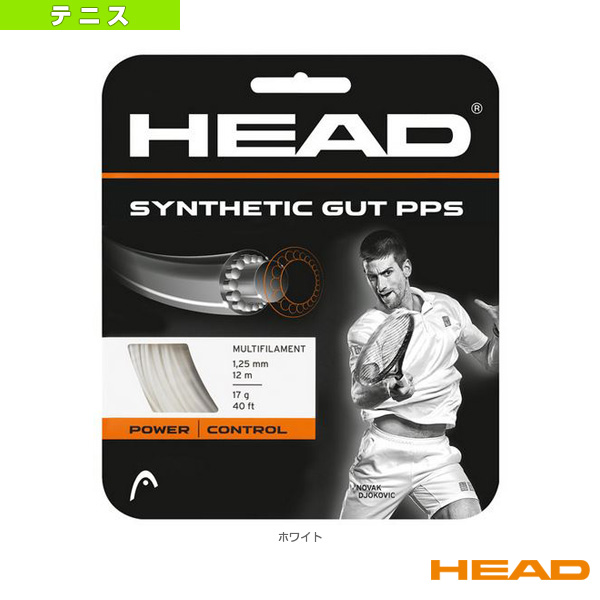 テニス
HEAD®
SYNTHETIC GUT PPS
MULTIFILAMENT
1,25 mm
12 m
17 g
40 ft
POWER | CONTROL
NOVAK
DJOKOVIC
ホワイト
HEAD